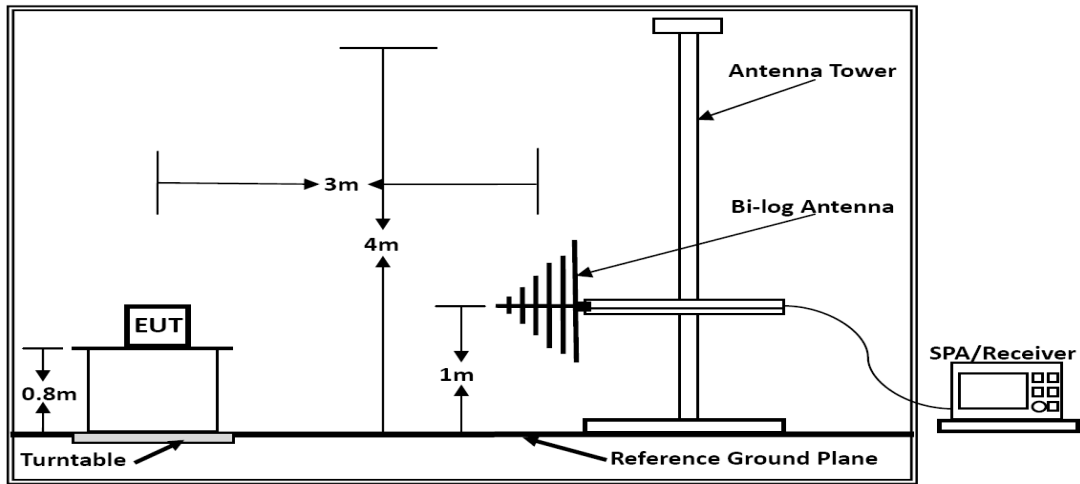 Antenna Tower
3m
Bi-log Antenna
4m
EUT
SPA/Receiver
1m
0.8m
Turntable
Reference Ground Plane